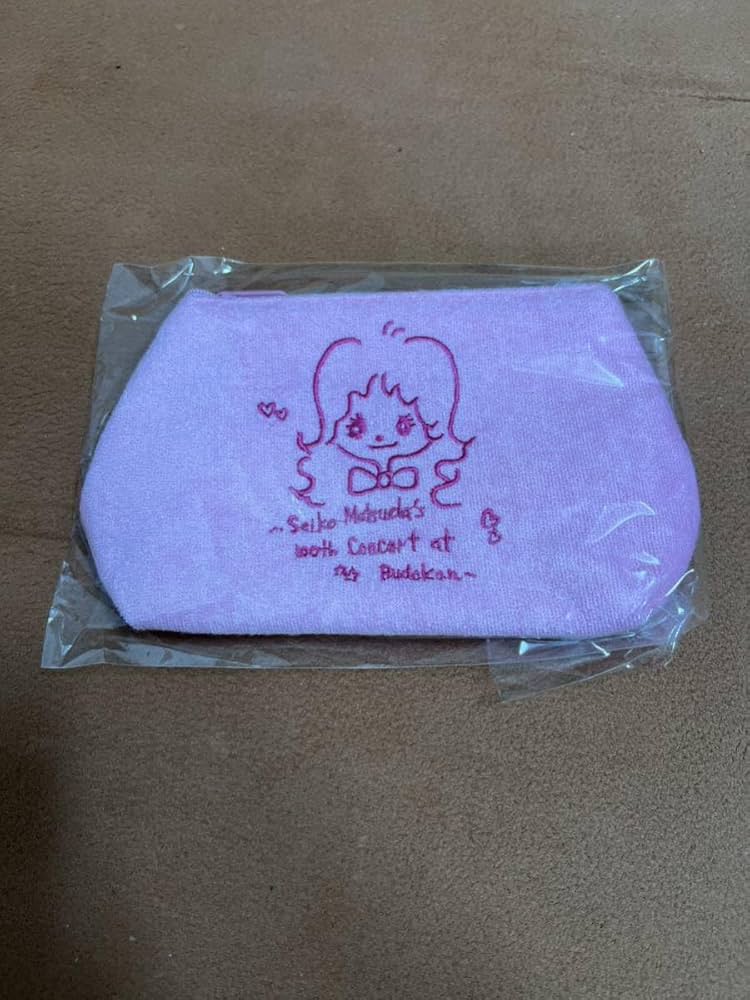 ~Seiko Matsuda's
100th Concert at
Budokan~